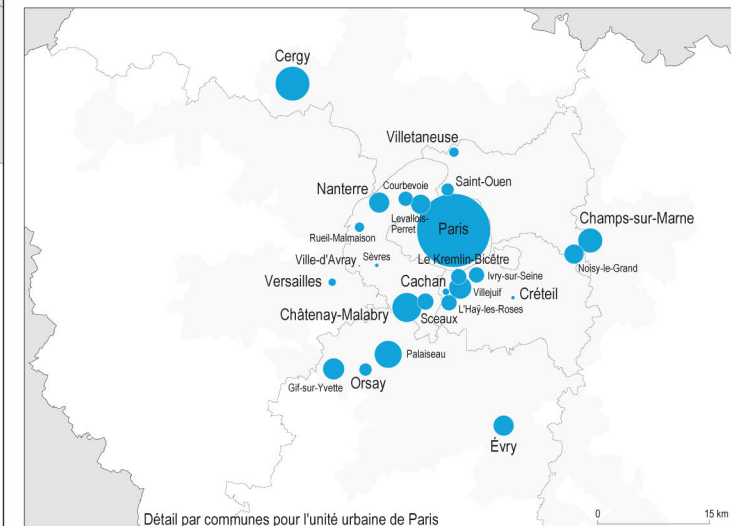 Cergy
Villetaneuse
Saint-Ouen
Courbevoie
Nanterre
Levallois-
Perret
Champs-sur-Marne
Paris
Rueil-Malmaison
Noisy-le-Grand
Sèvres
Ville-d'Avray
Le Kremlin-Bicêtre
Ivry-sur-Seine
Versailles
Cachan
Villejuif
Créteil
L'Haÿ-les-Roses
Châtenay-Malabry
Sceaux
Palaiseau
Gif-sur-Yvette
Orsay
Évry
Détail par communes pour l'unité urbaine de Paris
0
15 km